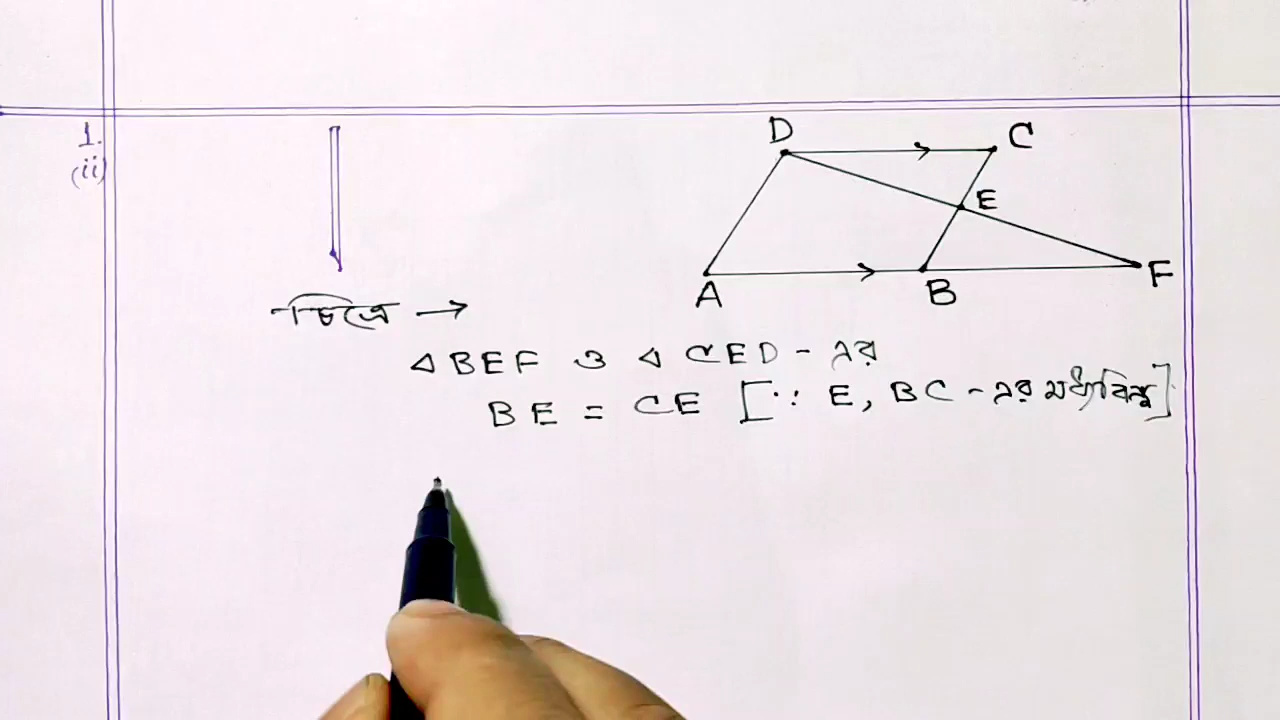 1.
(ii)
D
C
E
A
B
F
চিত্রে →
△BEF ও △ CED - এর
BE = CE [∵ E, BC - এর মধ্যবিন্দু]